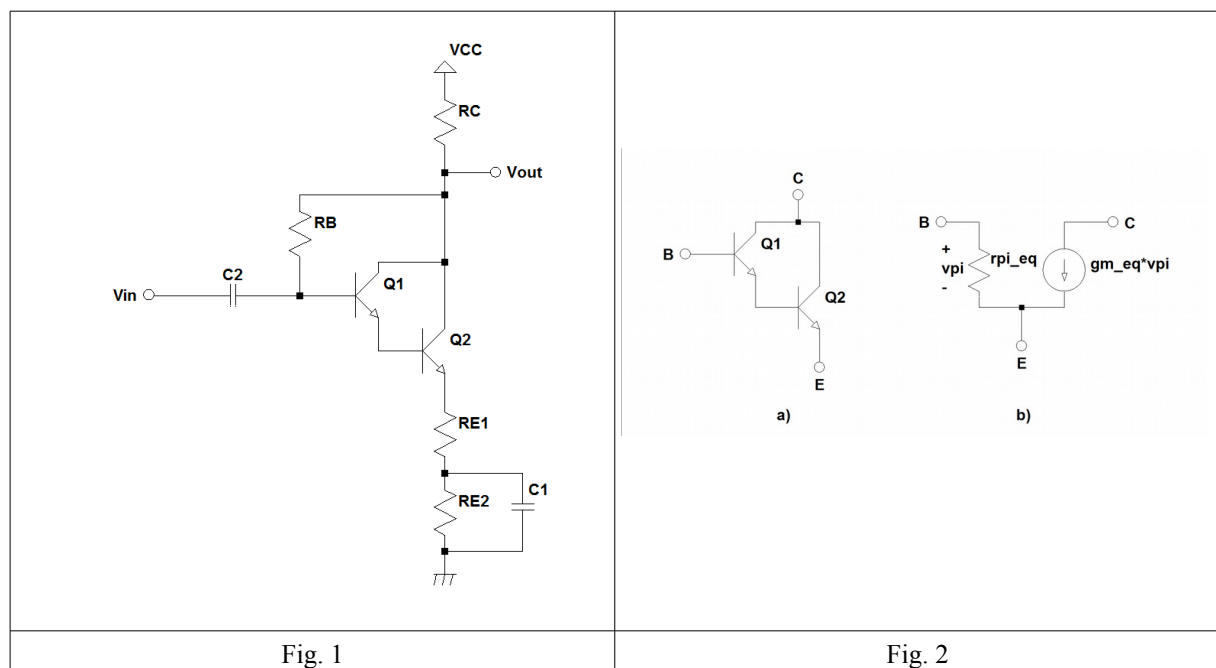 VCC
RC
Vout
RB
C2
Q1
Vin
Q2
RE1
C1
RE2
Fig. 1
C
B
Q1
Q2
E
a)
B
C
+
vpi
-
rpi_eq
gm_eq*vpi
E
b)
Fig. 2